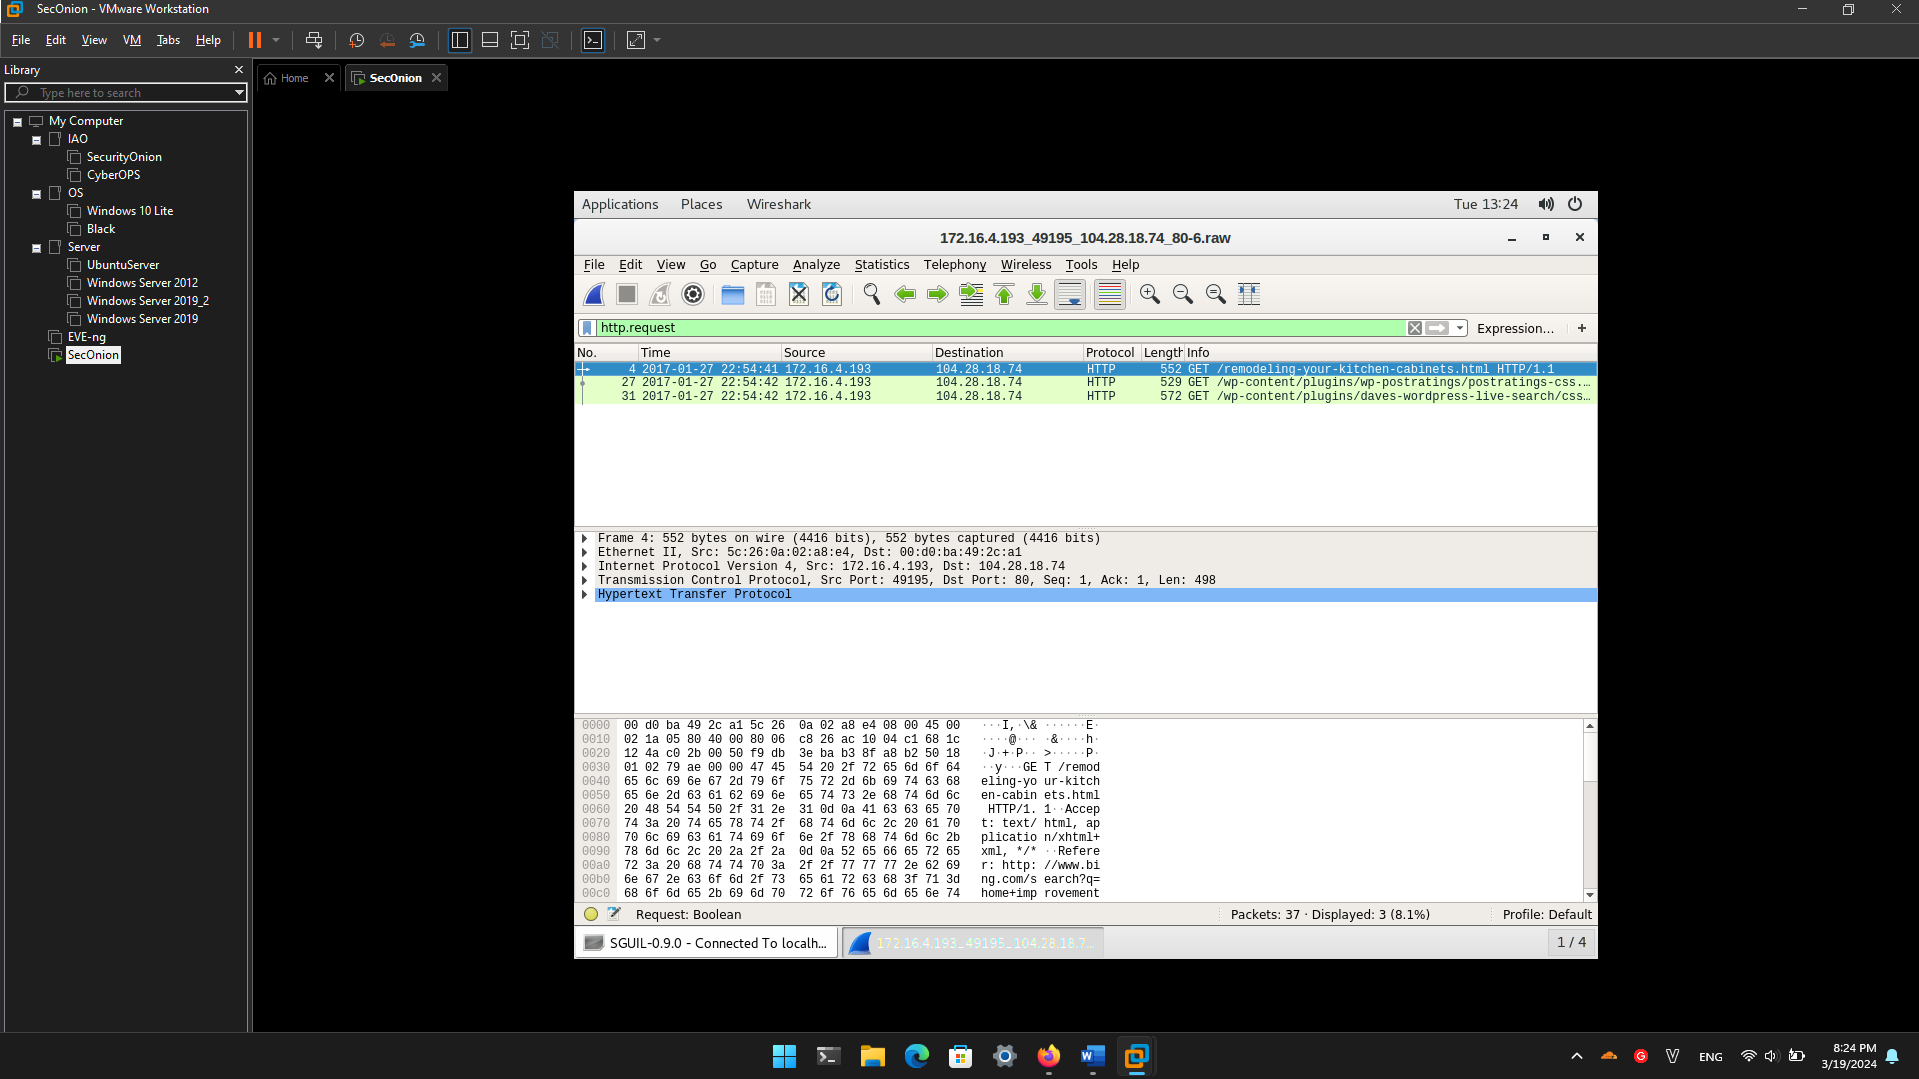 SecOnion - VMware Workstation
File Edit View VM Tabs Help
Library
Home
SecOnion
Type here to search
My Computer
IAO
SecurityOnion
CyberOPS
OS
Windows 10 Lite
Black
Server
UbuntuServer
Windows Server 2012
Windows Server 2019_2
Windows Server 2019
EVE-ng
SecOnion
Applications Places Wireshark Tue 13:24
172.16.4.193_49195_104.28.18.74_80-6.raw
File Edit View Go Capture Analyze Statistics Telephony Wireless Tools Help
http.request Expression... +
No. Time Source Destination Protocol Length Info
4 2017-01-27 22:54:41 172.16.4.193 104.28.18.74 HTTP 552 GET /remodeling-your-kitchen-cabinets.html HTTP/1.1
27 2017-01-27 22:54:42 172.16.4.193 104.28.18.74 HTTP 529 GET /wp-content/plugins/wp-postratings/postratings-css....
31 2017-01-27 22:54:42 172.16.4.193 104.28.18.74 HTTP 572 GET /wp-content/plugins/daves-wordpress-live-search/css...
Frame 4: 552 bytes on wire (4416 bits), 552 bytes captured (4416 bits)
Ethernet II, Src: 5c:26:0a:02:a8:e4, Dst: 00:d0:ba:49:2c:a1
Internet Protocol Version 4, Src: 172.16.4.193, Dst: 104.28.18.74
Transmission Control Protocol, Src Port: 49195, Dst Port: 80, Seq: 1, Ack: 1, Len: 498
Hypertext Transfer Protocol
0000 00 d0 ba 49 2c a1 5c 26 0a 02 a8 e4 08 00 45 00 ···I,·\& ······E·
0010 02 1a 05 80 40 00 80 06 c8 26 ac 10 04 c1 68 1c ····@··· ·&····h·
0020 12 4a c0 2b 00 50 f9 db 3e ba b3 8f a8 b2 50 18 ·J·+·P·· >·····P·
0030 01 02 79 ae 00 00 47 45 54 20 2f 72 65 6d 6f 64 ··y···GE T /remod
0040 65 6c 69 6e 67 2d 79 6f 75 72 2d 6b 69 74 63 68 eling-yo ur-kitch
0050 65 6e 2d 63 61 62 69 6e 65 74 73 2e 68 74 6d 6c en-cabin ets.html
0060 20 48 54 54 50 2f 31 2e 31 0d 0a 41 63 63 65 70 HTTP/1. 1··Accep
0070 74 3a 20 74 65 78 74 2f 68 74 6d 6c 2c 20 61 70 t: text/ html, ap
0080 70 6c 69 63 61 74 69 6f 6e 2f 78 68 74 6d 6c 2b plicatio n/xhtml+
0090 78 6d 6c 2c 20 2a 2f 2a 0d 0a 52 65 66 65 72 65 xml, */* ··Refere
00a0 72 3a 20 68 74 74 70 3a 2f 2f 77 77 77 2e 62 69 r: http: //www.bi
00b0 6e 67 2e 63 6f 6d 2f 73 65 61 72 63 68 3f 71 3d ng.com/s earch?q=
00c0 68 6f 6d 65 2b 69 6d 70 72 6f 76 65 6d 65 6e 74 home+imp rovement
Request: Boolean Packets: 37 · Displayed: 3 (8.1%) Profile: Default
SGUIL-0.9.0 - Connected To localh... 172.16.4.193_49195_104.28.18.7... 1 / 4
ENG 8:24 PM
3/19/2024